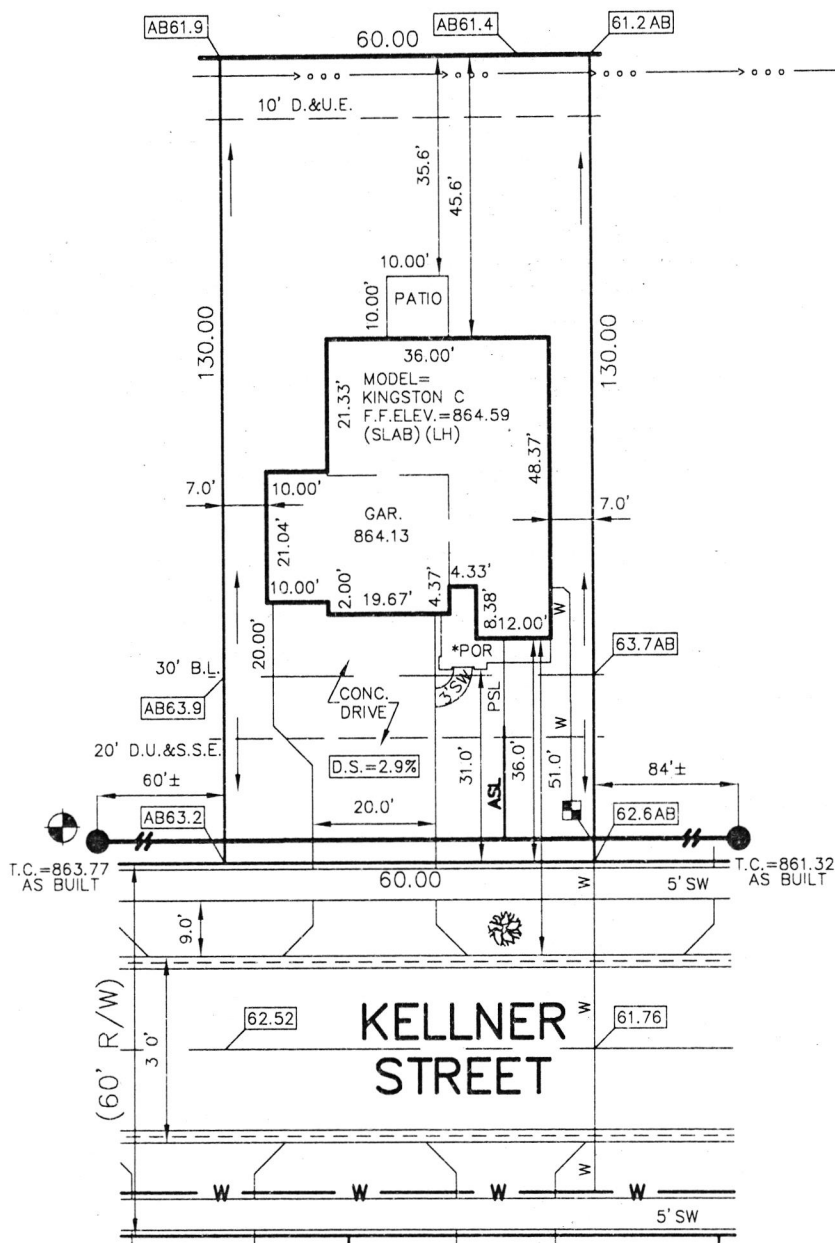 AB61.9
60.00
AB61.4
61.2 AB
10' D.&U.E.
35.6'
45.6'
10.00'
10.00'
PATIO
130.00
130.00
36.00'
MODEL=
KINGSTON C
F.F.ELEV.=864.59
(SLAB)(LH)
21.33'
48.37'
7.0'
10.00'
GAR.
864.13
7.0'
21.04'
10.00'
2.00'
19.67'
4.37'
4.33'
8.38'
12.00'
W
20.00'
*POR
3'SW
PSL
63.7AB
30' B.L.
AB63.9
CONC.
DRIVE
W
20' D.U.&S.S.E.
D.S.=2.9%
31.0'
36.0'
51.0'
60'±
84'±
AB63.2
20.0'
ASL
62.6AB
T.C.=863.77
AS BUILT
60.00
W
5' SW
T.C.=861.32
AS BUILT
9.0'
(60' R/W)
3 0'
62.52
KELLNER
STREET
W
61.76
W
W W W W
5' SW